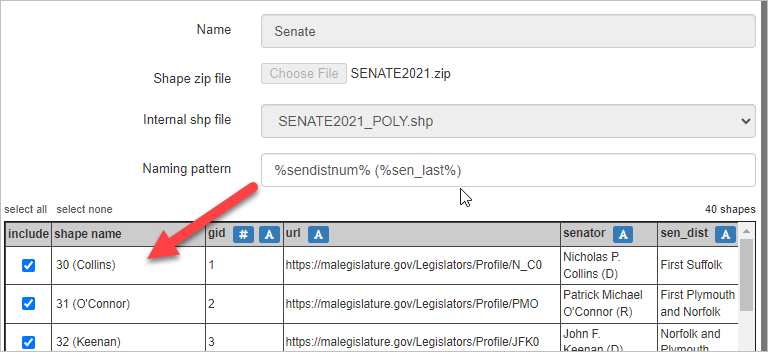 Name Senate
Shape zip file Choose File SENATE2021.zip
Internal shp file SENATE2021_POLY.shp
Naming pattern %sendistnum% (%sen_last%)
select all select none 40 shapes
include shape name gid # A url A senator A sen_dist A
30 (Collins) 1 https://malegislature.gov/Legislators/Profile/N_C0 Nicholas P. Collins (D) First Suffolk
31 (O'Connor) 2 https://malegislature.gov/Legislators/Profile/PMO Patrick Michael O'Connor (R) First Plymouth and Norfolk
32 (Keenan) 3 https://malegislature.gov/Legislators/Profile/JFK0 John F. Keenan (D) Norfolk and Plymouth